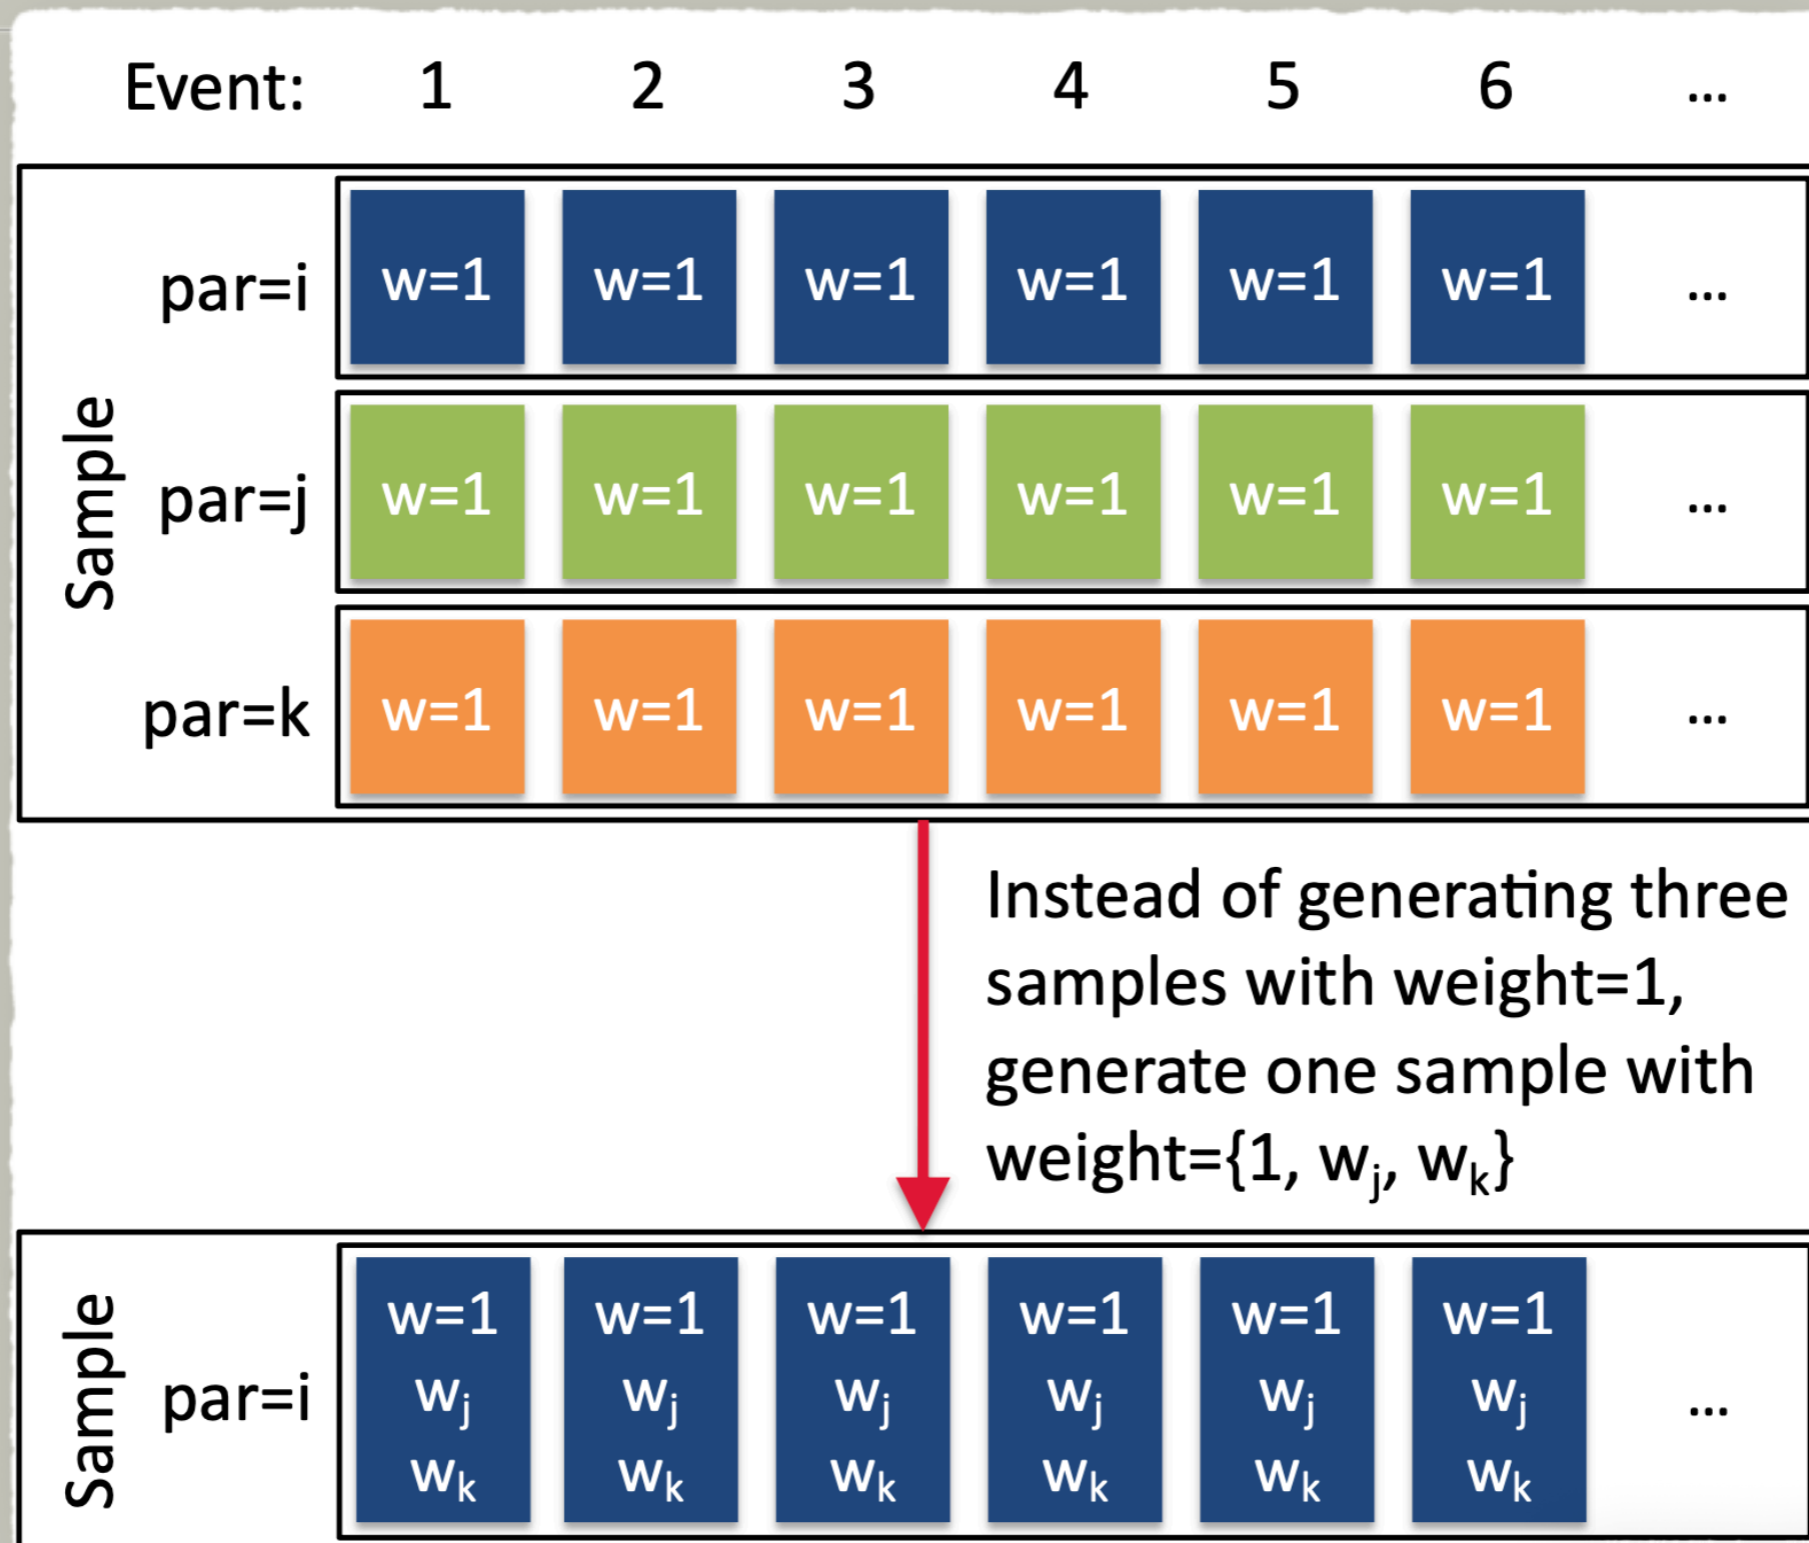 Event: 1 2 3 4 5 6 ...
Sample
par=i w=1 w=1 w=1 w=1 w=1 w=1 ...
par=j w=1 w=1 w=1 w=1 w=1 w=1 ...
par=k w=1 w=1 w=1 w=1 w=1 w=1 ...
Instead of generating three
samples with weight=1,
generate one sample with
weight={1, wj, wk}
Sample
w=1 w=1 w=1 w=1 w=1 w=1
par=i wj wj wj wj wj wj ...
wk wk wk wk wk wk